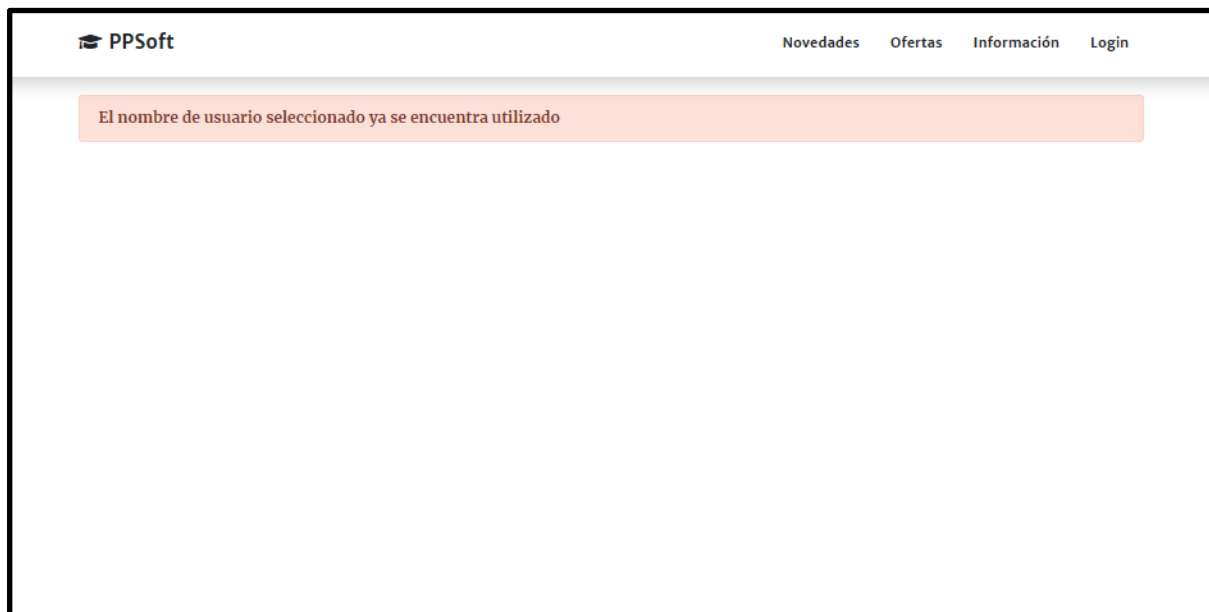 PPSoft
Novedades Ofertas Información Login
El nombre de usuario seleccionado ya se encuentra utilizado